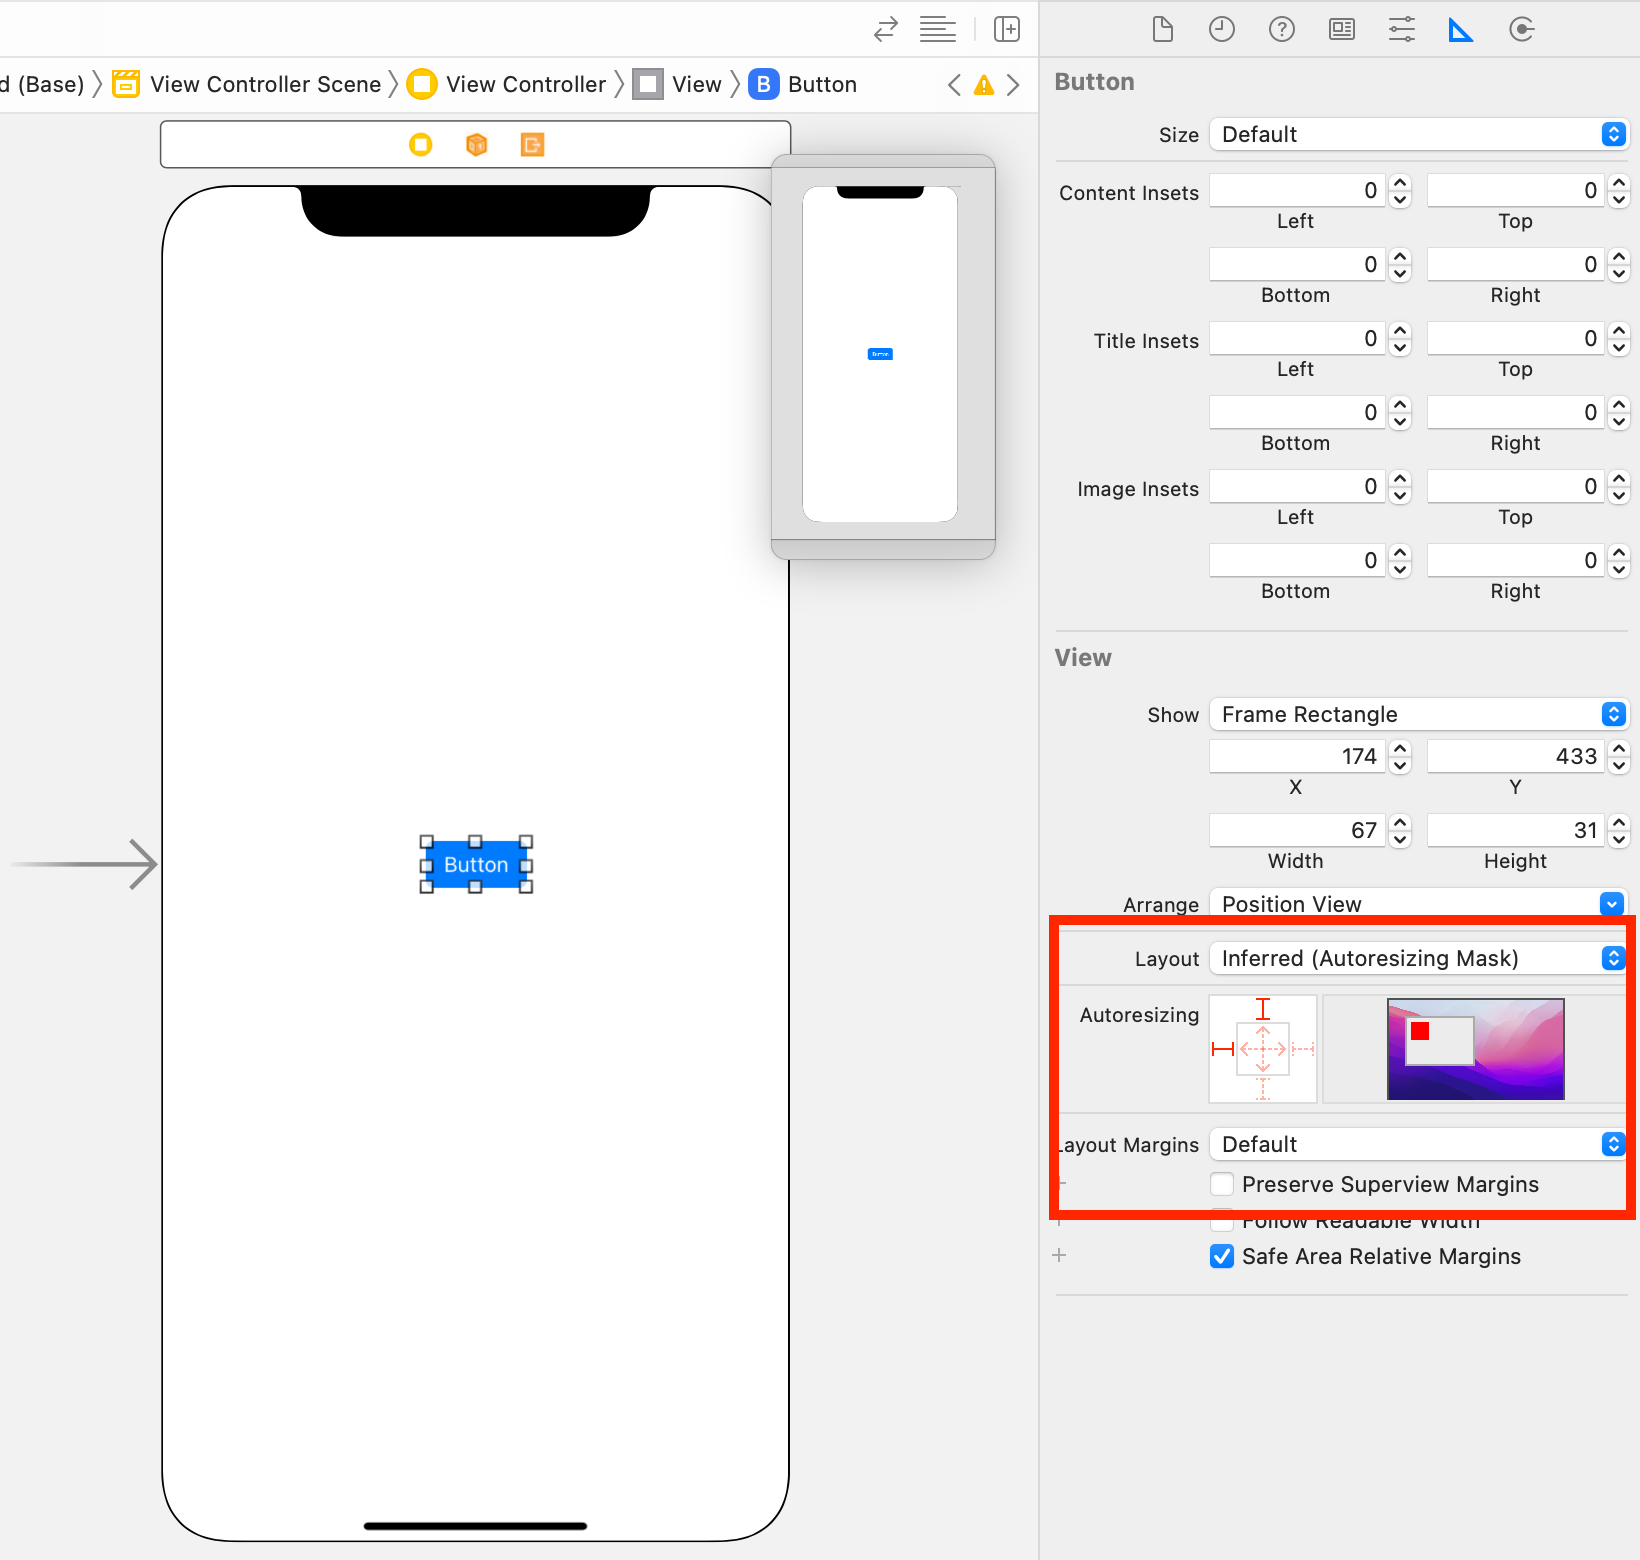 d (Base) 〉 View Controller Scene 〉 View Controller 〉 View 〉 B Button
Button
Button
Button
Size Default
Content Insets 0 0
Left Top
0 0
Bottom Right
Title Insets 0 0
Left Top
0 0
Bottom Right
Image Insets 0 0
Left Top
0 0
Bottom Right
View
Show Frame Rectangle
174 433
X Y
67 31
Width Height
Arrange Position View
Layout Inferred (Autoresizing Mask)
Autoresizing
Layout Margins Default
Preserve Superview Margins
Follow Readable Width
+ Safe Area Relative Margins